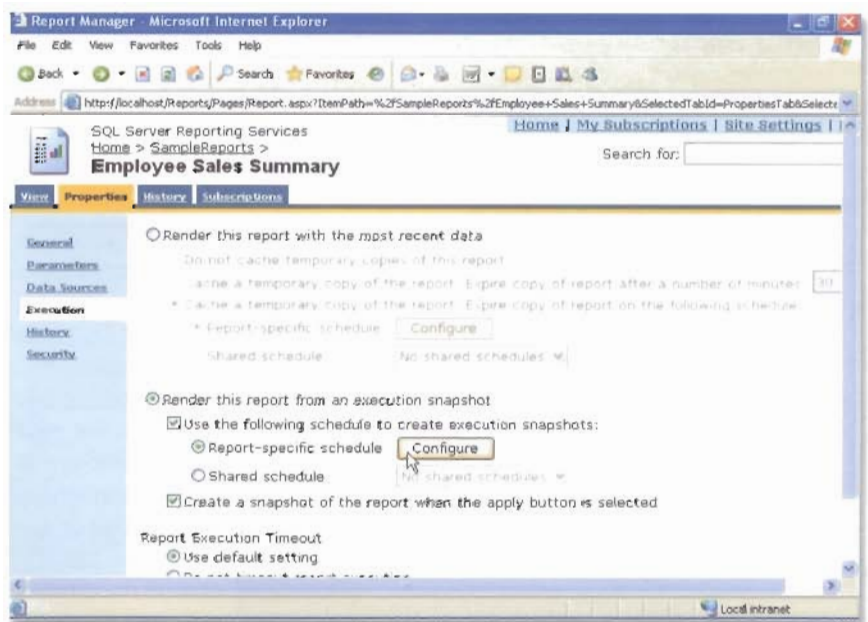 Report Manager - Microsoft Internet Explorer
File Edit View Favorites Tools Help
Back Search Favorites
Address http://localhost/Reports/Pages/Report.aspx?ItemPath=%2fSampleReports%2fEmployee+Sales+Summary&SelectedTabId=PropertiesTab&Selecte
SQL Server Reporting Services
Home | My Subscriptions | Site Settings |
Home > SampleReports >
Search for:
Employee Sales Summary
View Properties History Subscriptions
General
Parameters
Data Sources
Execution
History
Security
Render this report with the most recent data
Do not cache temporary copies of this report
Cache a temporary copy of the report. Expire copy of report after a number of minutes: 30
Cache a temporary copy of the report. Expire copy of report on the following schedule:
Report-specific schedule Configure
Shared schedule No shared schedules
Render this report from an execution snapshot
Use the following schedule to create execution snapshots:
Report-specific schedule Configure
Shared schedule No shared schedules
Create a snapshot of the report when the apply button is selected
Report Execution Timeout
Use default setting
Local intranet